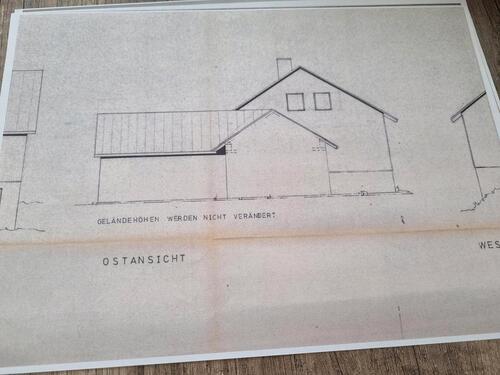 GELÄNDEHÖHEN WERDEN NICHT VERÄNDERT
OSTANSICHT
WES